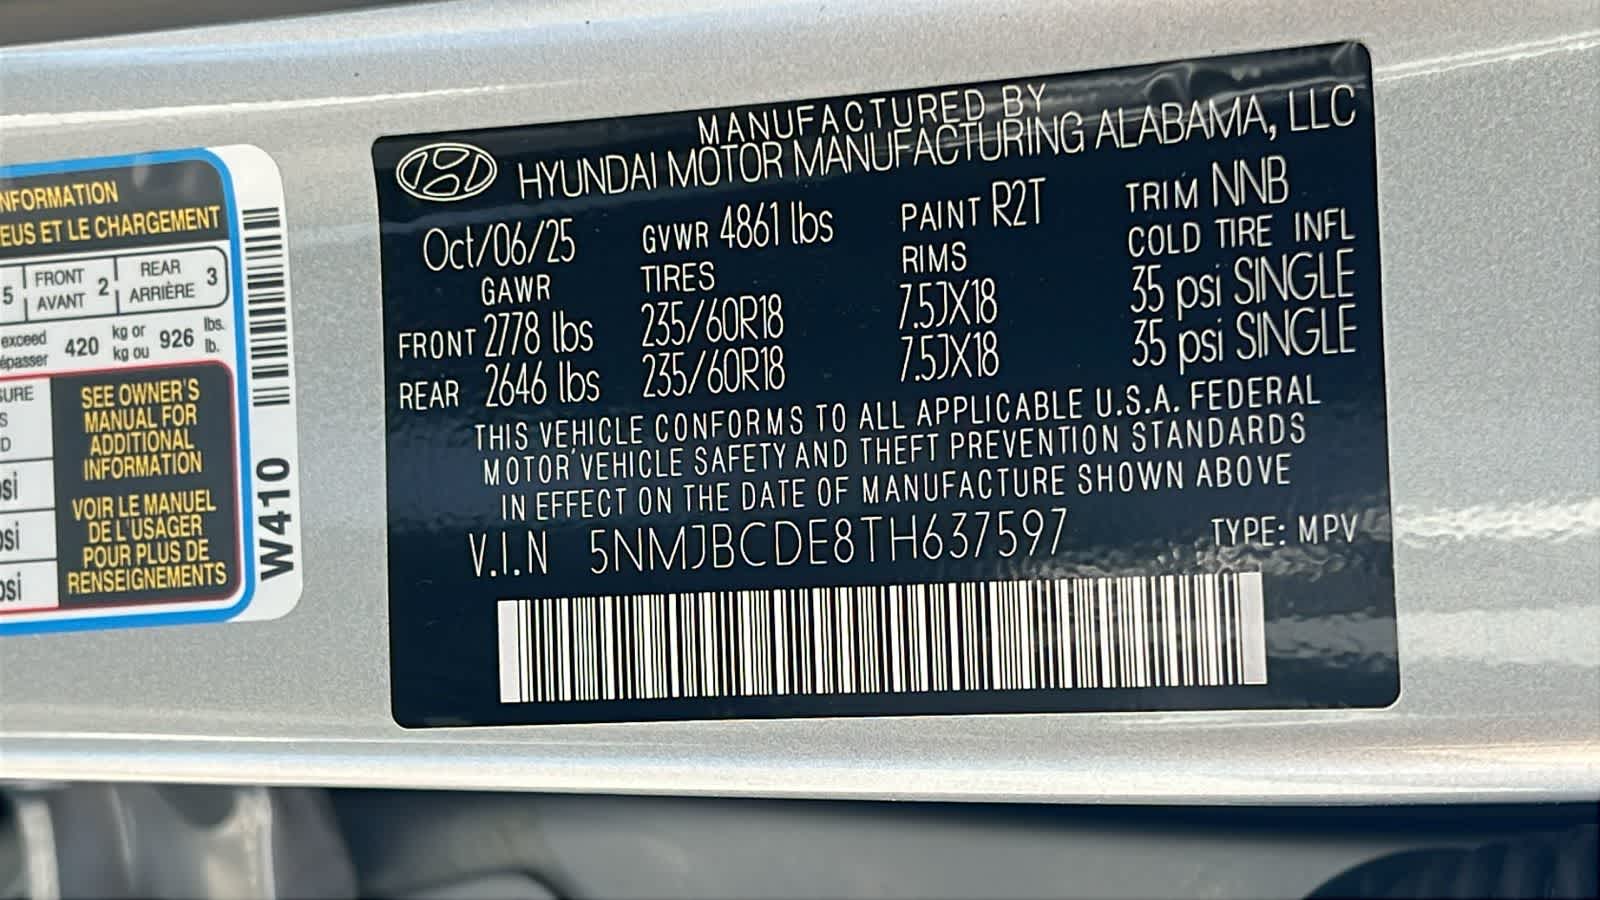 NFORMATION
EUS ET LE CHARGEMENT
5 FRONT AVANT 2 REAR ARRIÈRE 3
exceed 420 kg or 926 lbs.
épasser kg ou lb.
SURE
S
D
SEE OWNER'S
MANUAL FOR
ADDITIONAL
INFORMATION
VOIR LE MANUEL
DE L'USAGER
POUR PLUS DE
RENSEIGNEMENTS
si
osi
osi
W410
MANUFACTURED BY
HYUNDAI MOTOR MANUFACTURING ALABAMA, LLC
Oct/06/25 GVWR 4861 lbs PAINT R2T TRIM NNB
GAWR TIRES RIMS COLD TIRE INFL
FRONT 2778 lbs 235/60R18 7.5JX18 35 psi SINGLE
REAR 2646 lbs 235/60R18 7.5JX18 35 psi SINGLE
THIS VEHICLE CONFORMS TO ALL APPLICABLE U.S.A. FEDERAL
MOTOR VEHICLE SAFETY AND THEFT PREVENTION STANDARDS
IN EFFECT ON THE DATE OF MANUFACTURE SHOWN ABOVE
V.I.N 5NMJBCDE8TH637597 TYPE: MPV